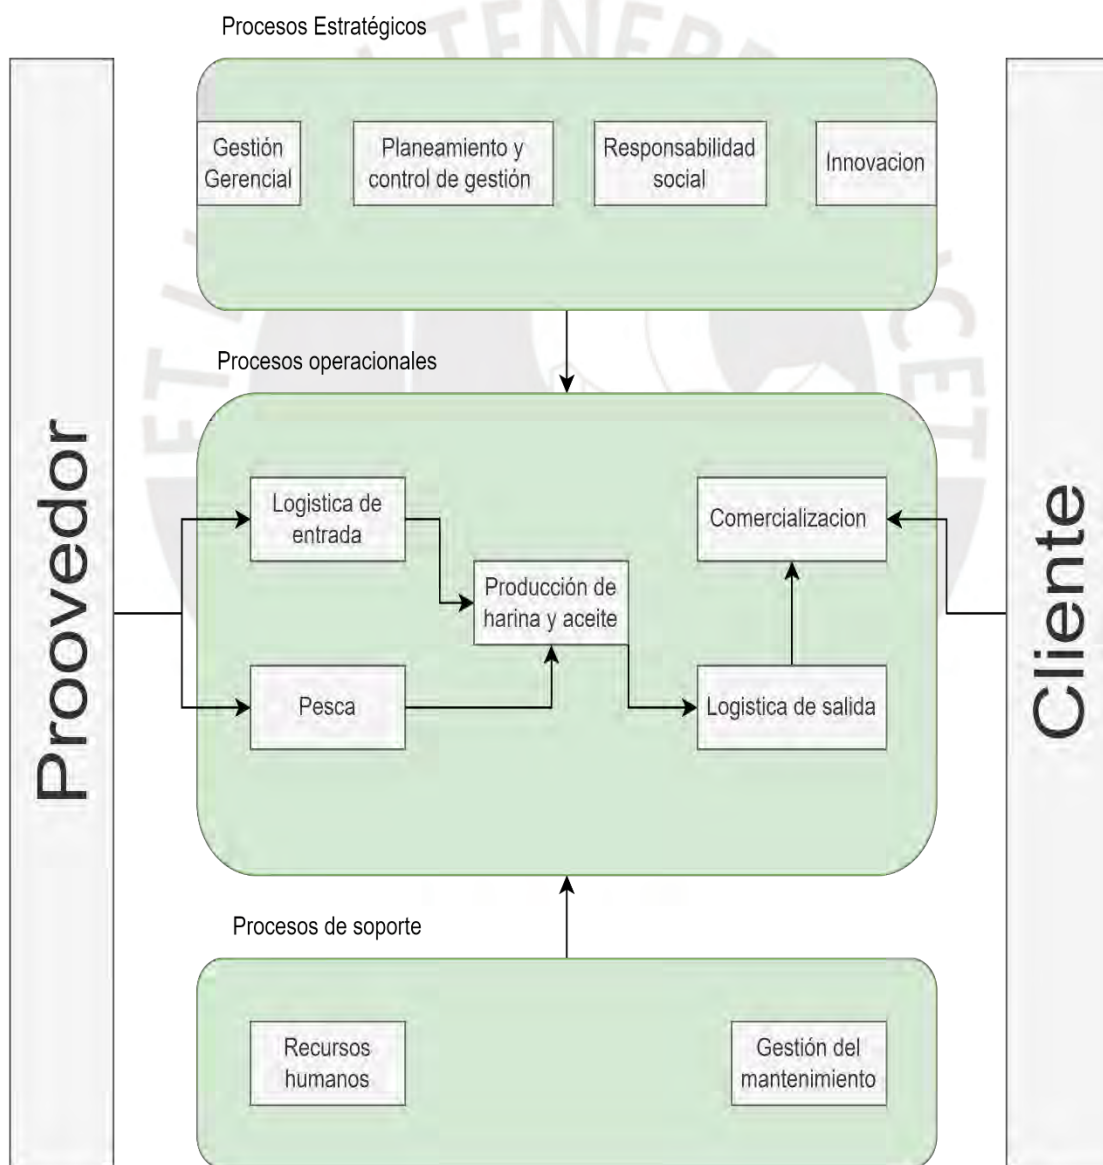 Procesos Estratégicos
Gestión
Gerencial
Planeamiento y
control de gestión
Responsabilidad
social
Innovacion
Procesos operacionales
Proovedor
Logistica de
entrada
Pesca
Producción de
harina y aceite
Comercializacion
Logistica de salida
Cliente
Procesos de soporte
Recursos
humanos
Gestión del
mantenimiento